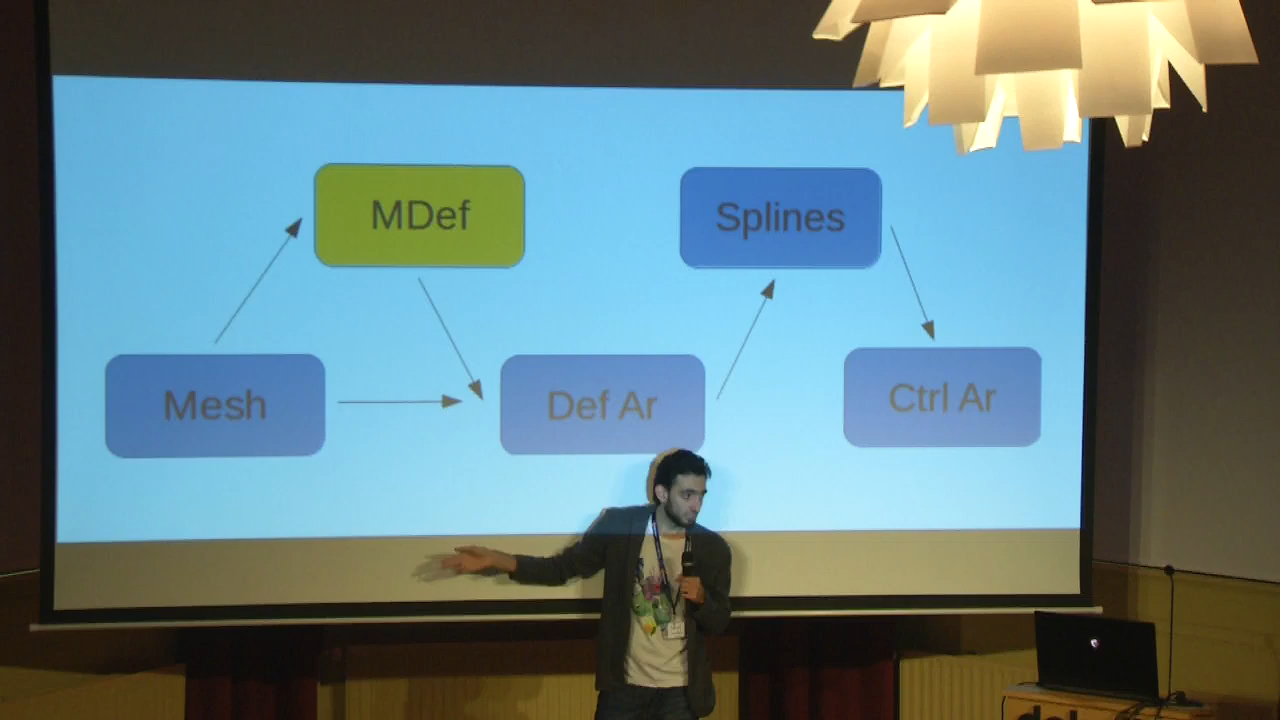 MDef
Splines
Mesh
Def Ar
Ctrl Ar